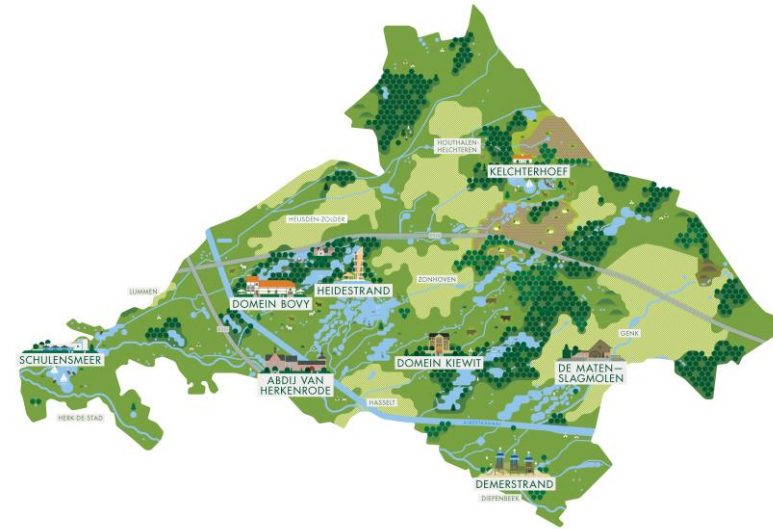 HOUTHALEN-
HELCHTEREN
KELCHTERHOEF
HEUSDEN-ZOLDER
LUMMEN
ZONHOVEN
DOMEIN BOVY
HEIDESTRAND
GENK
SCHULENSMEER
ABDIJ VAN
HERKENRODE
DOMEIN KIEWIT
DE MATEN—
SLAGMOLEN
HERK DE STAD
HASSELT
ALBERTKANAAL
DEMERSTRAND
DIEPENBEEK